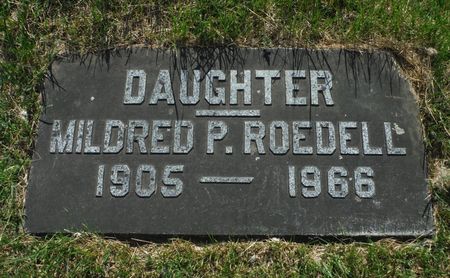 DAUGHTER
MILDRED P. ROEDELL
1905 — 1966